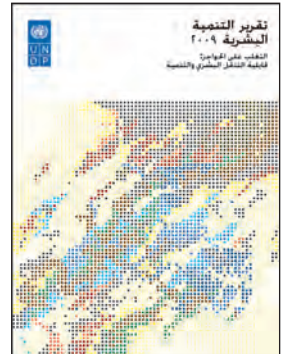 تقرير التنمية
البشرية ٢٠٠٩
التغلب على الحواجز:
قابلية التنقل البشري والتنمية
U N
D P